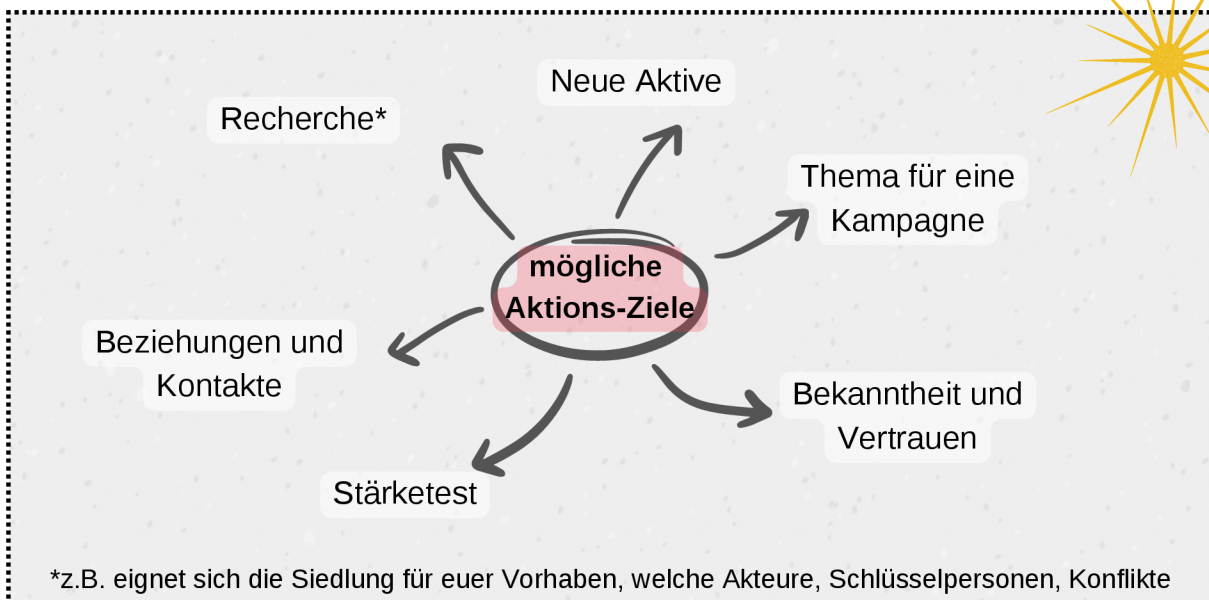 Neue Aktive
Recherche*
Thema für eine
Kampagne
mögliche
Aktions-Ziele
Beziehungen und
Kontakte
Bekanntheit und
Vertrauen
Stärketest
*z.B. eignet sich die Siedlung für euer Vorhaben, welche Akteure, Schlüsselpersonen, Konflikte